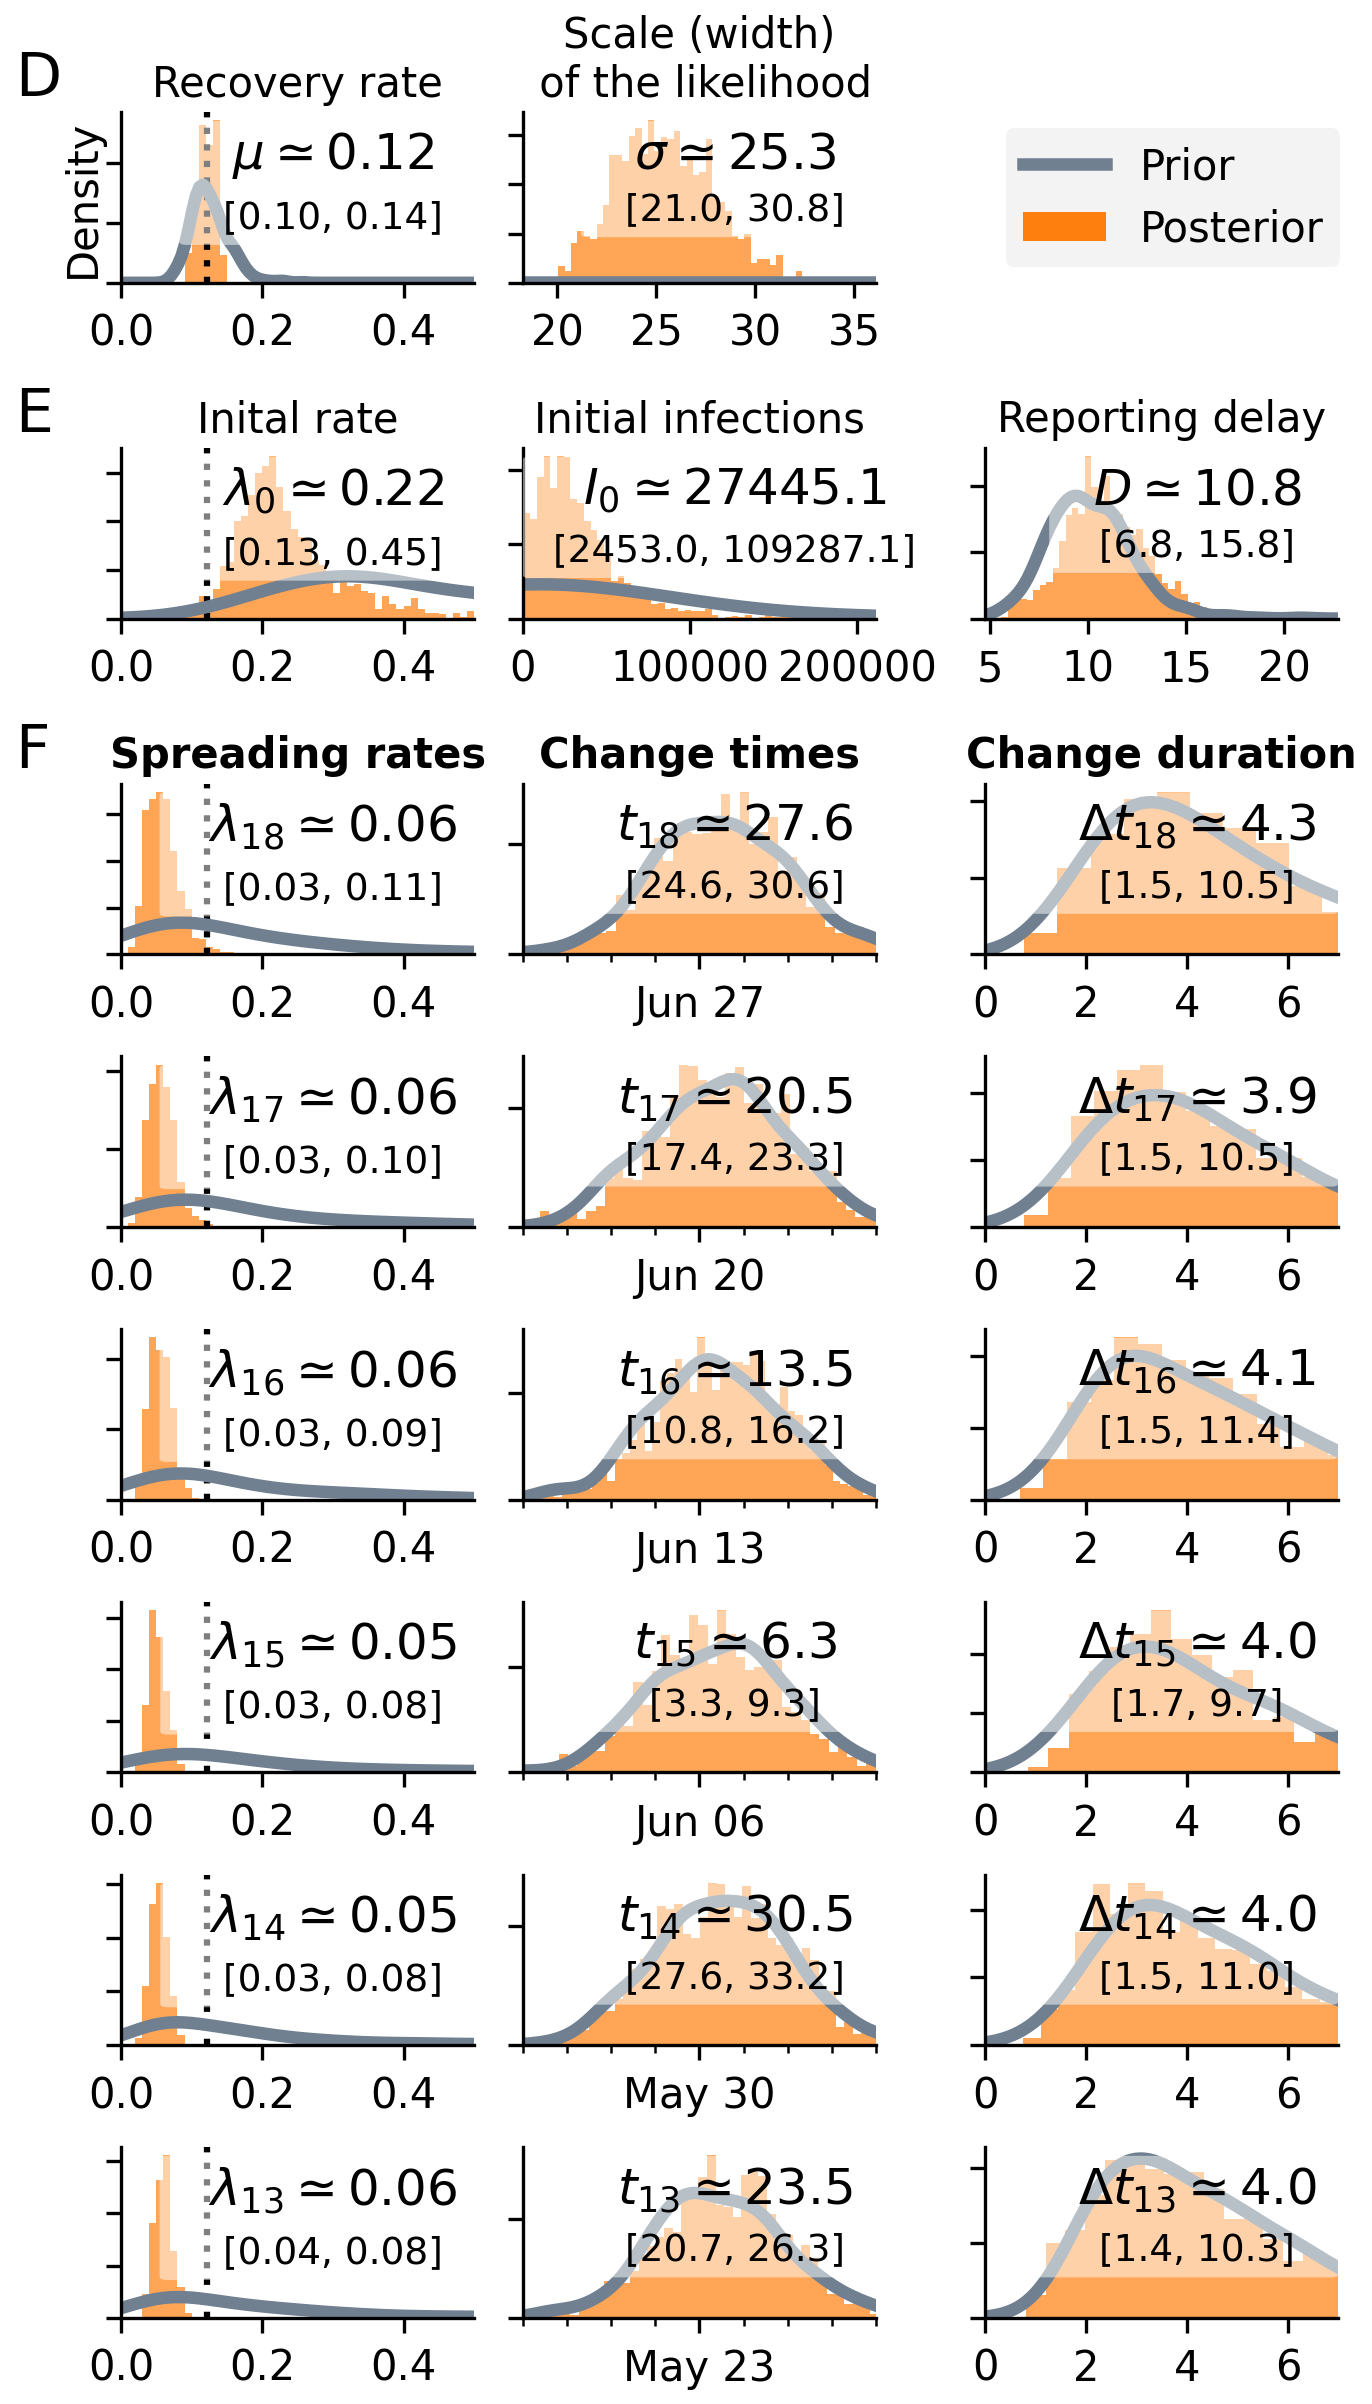 D
Recovery rate
Scale (width)
of the likelihood
Density
μ ≃ 0.12
[0.10, 0.14]
0.0 0.2 0.4
σ ≃ 25.3
[21.0, 30.8]
20 25 30 35
Prior
Posterior
E
Inital rate
λ0 ≃ 0.22
[0.13, 0.45]
0.0 0.2 0.4
Initial infections
I0 ≃ 27445.1
[2453.0, 109287.1]
0 100000 200000
Reporting delay
D ≃ 10.8
[6.8, 15.8]
5 10 15 20
F
Spreading rates
Change times
Change duration
λ18 ≃ 0.06
[0.03, 0.11]
0.0 0.2 0.4
t18 ≃ 27.6
[24.6, 30.6]
Jun 27
Δt18 ≃ 4.3
[1.5, 10.5]
0 2 4 6
λ17 ≃ 0.06
[0.03, 0.10]
0.0 0.2 0.4
t17 ≃ 20.5
[17.4, 23.3]
Jun 20
Δt17 ≃ 3.9
[1.5, 10.5]
0 2 4 6
λ16 ≃ 0.06
[0.03, 0.09]
0.0 0.2 0.4
t16 ≃ 13.5
[10.8, 16.2]
Jun 13
Δt16 ≃ 4.1
[1.5, 11.4]
0 2 4 6
λ15 ≃ 0.05
[0.03, 0.08]
0.0 0.2 0.4
t15 ≃ 6.3
[3.3, 9.3]
Jun 06
Δt15 ≃ 4.0
[1.7, 9.7]
0 2 4 6
λ14 ≃ 0.05
[0.03, 0.08]
0.0 0.2 0.4
t14 ≃ 30.5
[27.6, 33.2]
May 30
Δt14 ≃ 4.0
[1.5, 11.0]
0 2 4 6
λ13 ≃ 0.06
[0.04, 0.08]
0.0 0.2 0.4
t13 ≃ 23.5
[20.7, 26.3]
May 23
Δt13 ≃ 4.0
[1.4, 10.3]
0 2 4 6